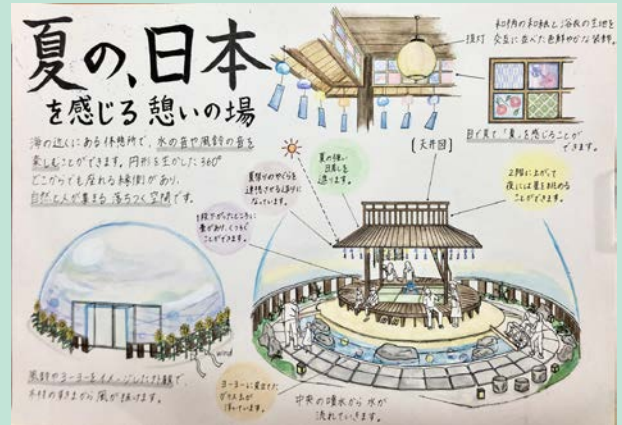 夏の、日本
を感じる 憩いの場
海の近くにある休憩所で、水の音や風鈴の音を
楽しむことができます。円形を生かした360°
どこからでも座れる縁側があり、
自然と人が集まる落ちつく空間です。
提灯
和柄の和紙と浴衣の生地を
交互に並べた色鮮やかな装飾。
目で見て「夏」を感じることが
できます。
[天井図]
夏の強い
日差しを
遮ります。
夏祭りのやぐらを
連想させるように
なっています。
1段下がったところに
畳があり、くつろぐ
ことができます。
2階に上がって
夜には星を眺める
ことができます。
wind
風鈴やヨーヨーをイメージした外観で、
木材のすきまから風が抜けます。
ヨーヨーに見立てた
ガラス玉が
浮いています。
中央の噴水から水が
流れていきます。